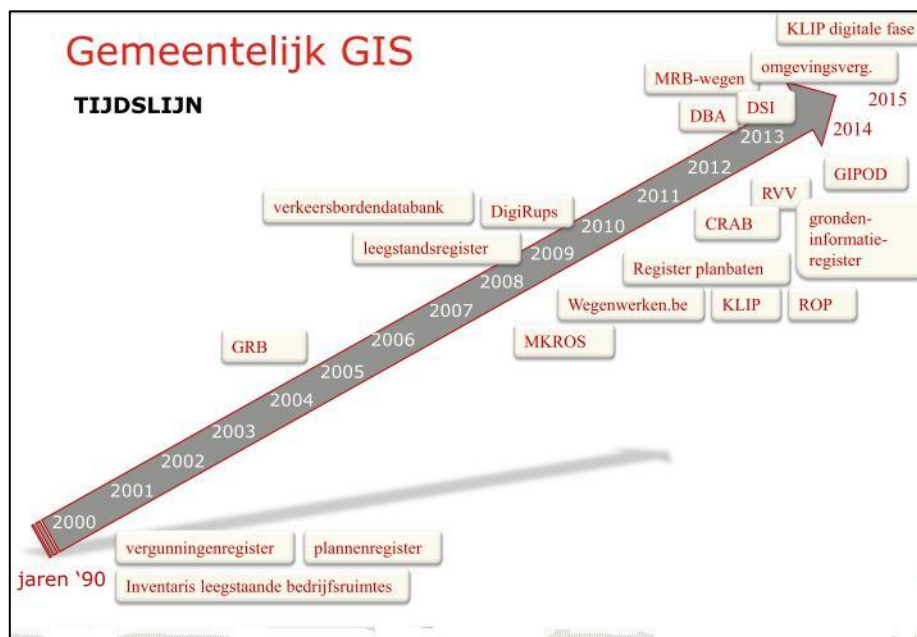 Gemeentelijk GIS
TIJDSLIJN
KLIP digitale fase
omgevingsverg.
MRB-wegen
DBA
DSI
2015
2014
2013
2012
2011
2010
2009
2008
2007
2006
2005
2004
2003
2002
2001
2000
jaren ‘90
GIPOD
RVV
CRAB
gronden-
informatie-
register
verkeersbordendatabank
DigiRups
leegstandsregister
Register planbaten
Wegenwerken.be
KLIP
ROP
MKROS
GRB
vergunningenregister
plannenregister
Inventaris leegstaande bedrijfsruimtes